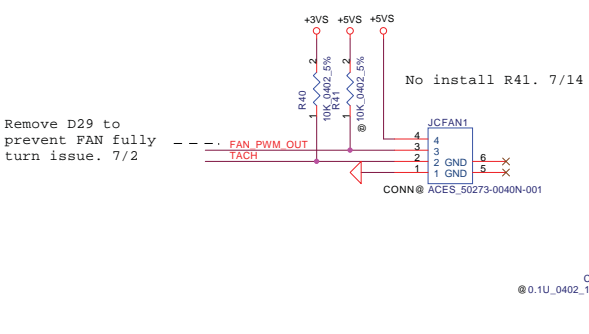 +3VS +5VS +5VS
No install R41. 7/14
2 2
R40
10K_0402_5%
R41
10K_0402_5%
1 1 @
Remove D29 to
prevent FAN fully
turn issue. 7/2
FAN_PWM_OUT
TACH
JCFAN1
4 4
3 3
2 2 GND 6
1 1 GND 5
CONN@ ACES_50273-0040N-001
C
@0.1U_0402_1